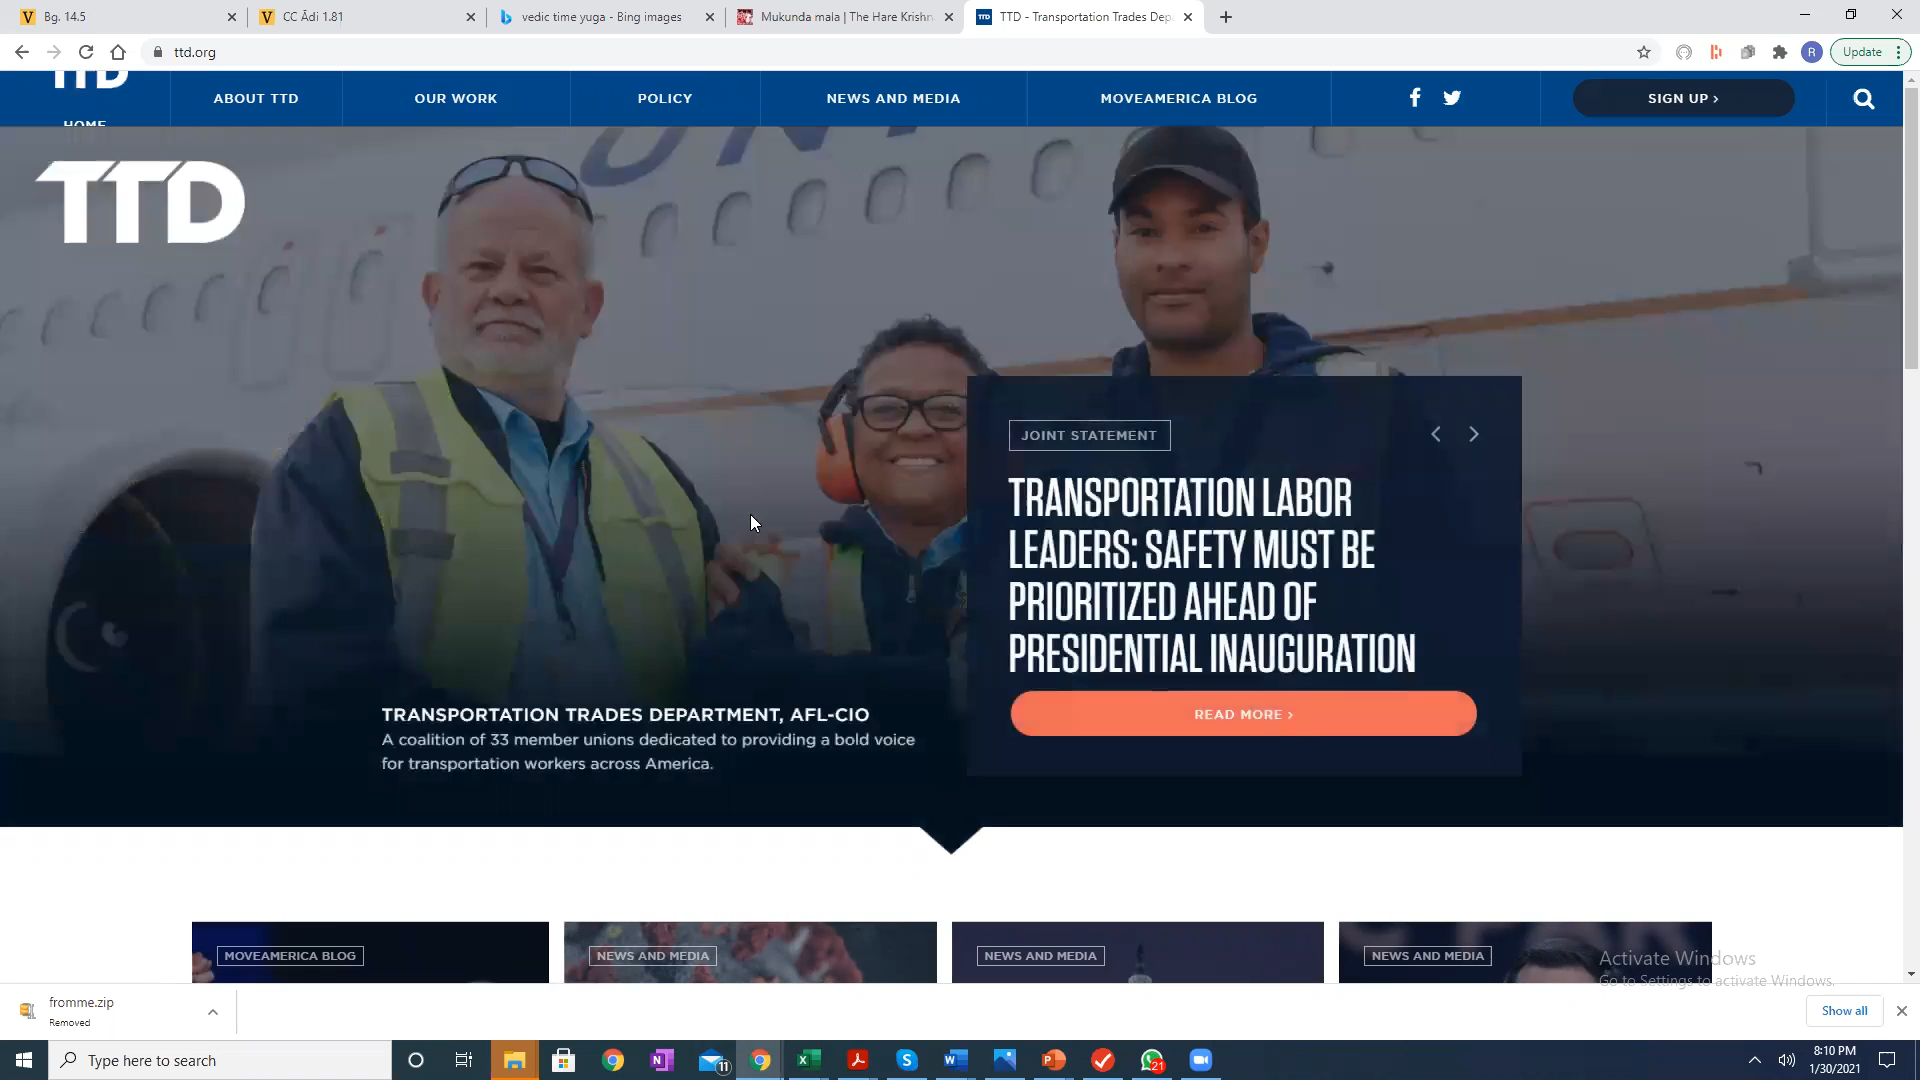 Bg. 14.5
CC Ādi 1.81
vedic time yuga - Bing images
Mukunda mala | The Hare Krishn
TTD - Transportation Trades Dep
ttd.org
R
Update
TTD
HOME
ABOUT TTD
OUR WORK
POLICY
NEWS AND MEDIA
MOVEAMERICA BLOG
SIGN UP ›
TTD
JOINT STATEMENT
TRANSPORTATION LABOR
LEADERS: SAFETY MUST BE
PRIORITIZED AHEAD OF
PRESIDENTIAL INAUGURATION
READ MORE ›
TRANSPORTATION TRADES DEPARTMENT, AFL-CIO
A coalition of 33 member unions dedicated to providing a bold voice
for transportation workers across America.
MOVEAMERICA BLOG
NEWS AND MEDIA
NEWS AND MEDIA
NEWS AND MEDIA
Activate Windows
Go to Settings to activate Windows.
fromme.zip
Removed
Show all
Type here to search
11
21
8:10 PM
1/30/2021